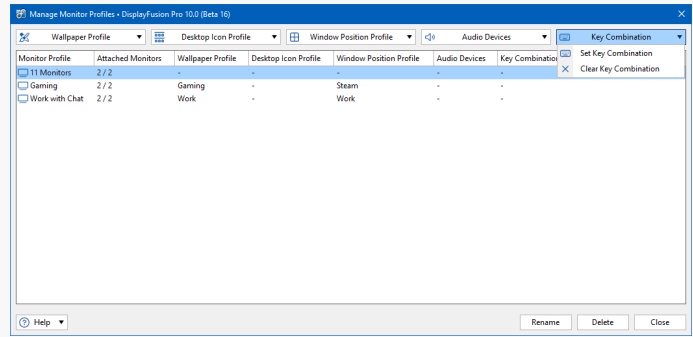 Manage Monitor Profiles • DisplayFusion Pro 10.0 (Beta 16)
Wallpaper Profile Desktop Icon Profile Window Position Profile Audio Devices Key Combination
Set Key Combination
Clear Key Combination
Monitor Profile Attached Monitors Wallpaper Profile Desktop Icon Profile Window Position Profile Audio Devices Key Combination
11 Monitors 2 / 2 - - - - -
Gaming 2 / 2 Gaming - Steam - -
Work with Chat 2 / 2 Work - Work - -
Help Rename Delete Close